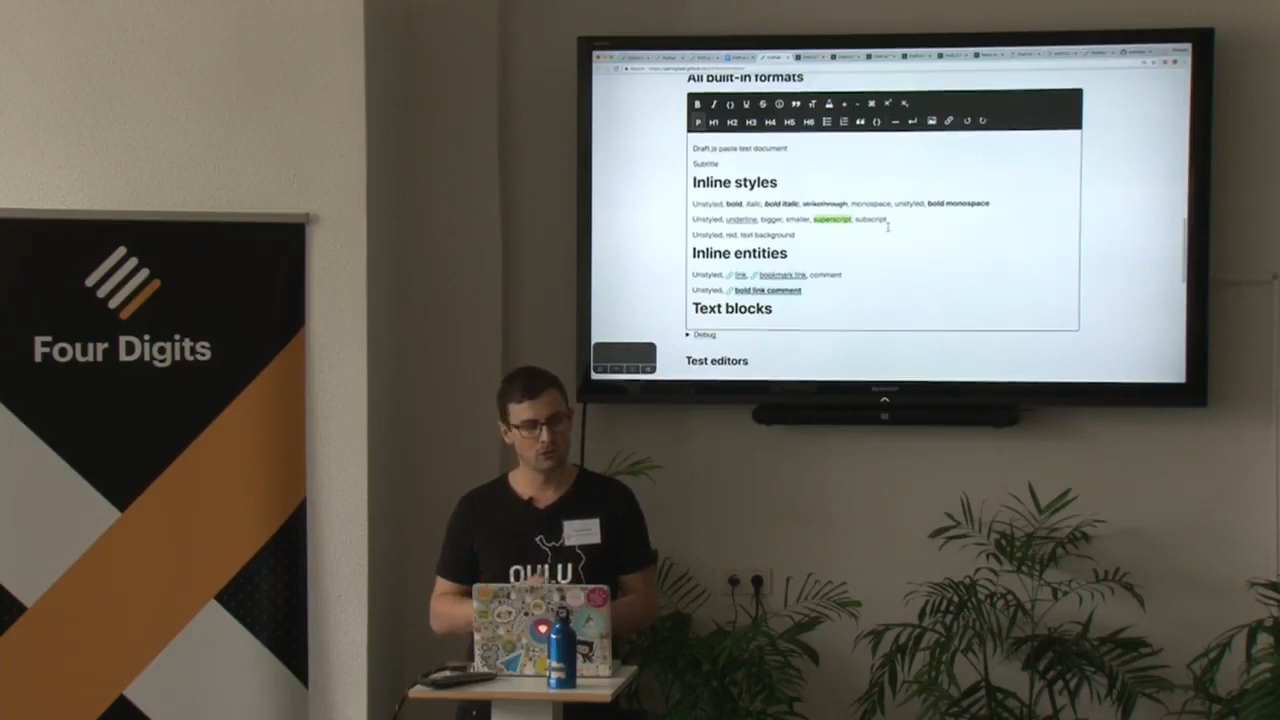 All built-in formats
B I {} U S
P H1 H2 H3 H4 H5 H6
Draft.js paste test document
Subtitle
Inline styles
Unstyled, bold, italic, bold italic, strikethrough, monospace, unstyled, bold monospace
Unstyled, underline, bigger, smaller, superscript, subscript
Unstyled, red, text background
Inline entities
Unstyled, link, bookmark link, comment
Unstyled, bold link comment
Text blocks
Debug
Test editors
SHARP
Four Digits
OULU